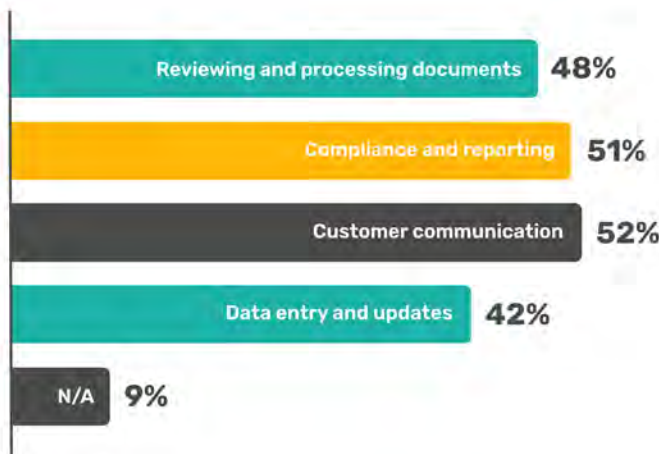 Reviewing and processing documents 48%
Compliance and reporting 51%
Customer communication 52%
Data entry and updates 42%
N/A 9%